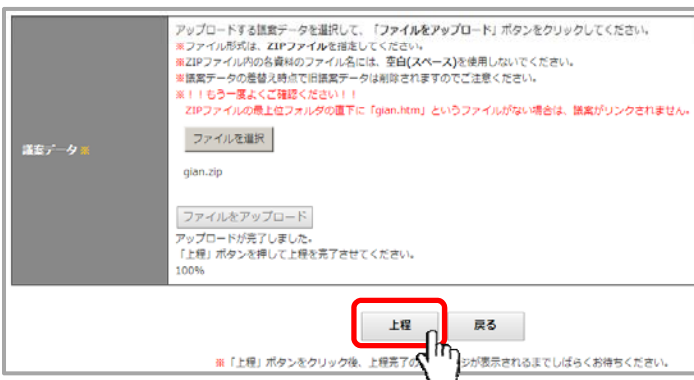 アップロードする議案データを選択して、「ファイルをアップロード」ボタンをクリックしてください。
※ファイル形式は、ZIPファイルを指定してください。
※ZIPファイル内の各資料のファイル名には、空白(スペース)を使用しないでください。
※議案データの差替え時点で旧議案データは削除されますのでご注意ください。
※！！もう一度よくご確認ください！！
ZIPファイルの最上位フォルダの直下に「gian.htm」というファイルがない場合は、議案がリンクされません。
議案データ※
ファイルを選択
gian.zip
ファイルをアップロード
アップロードが完了しました。
「上程」ボタンを押して上程を完了させてください。
100%
上程
戻る
※「上程」ボタンをクリック後、上程完了の ジが表示されるまでしばらくお待ちください。